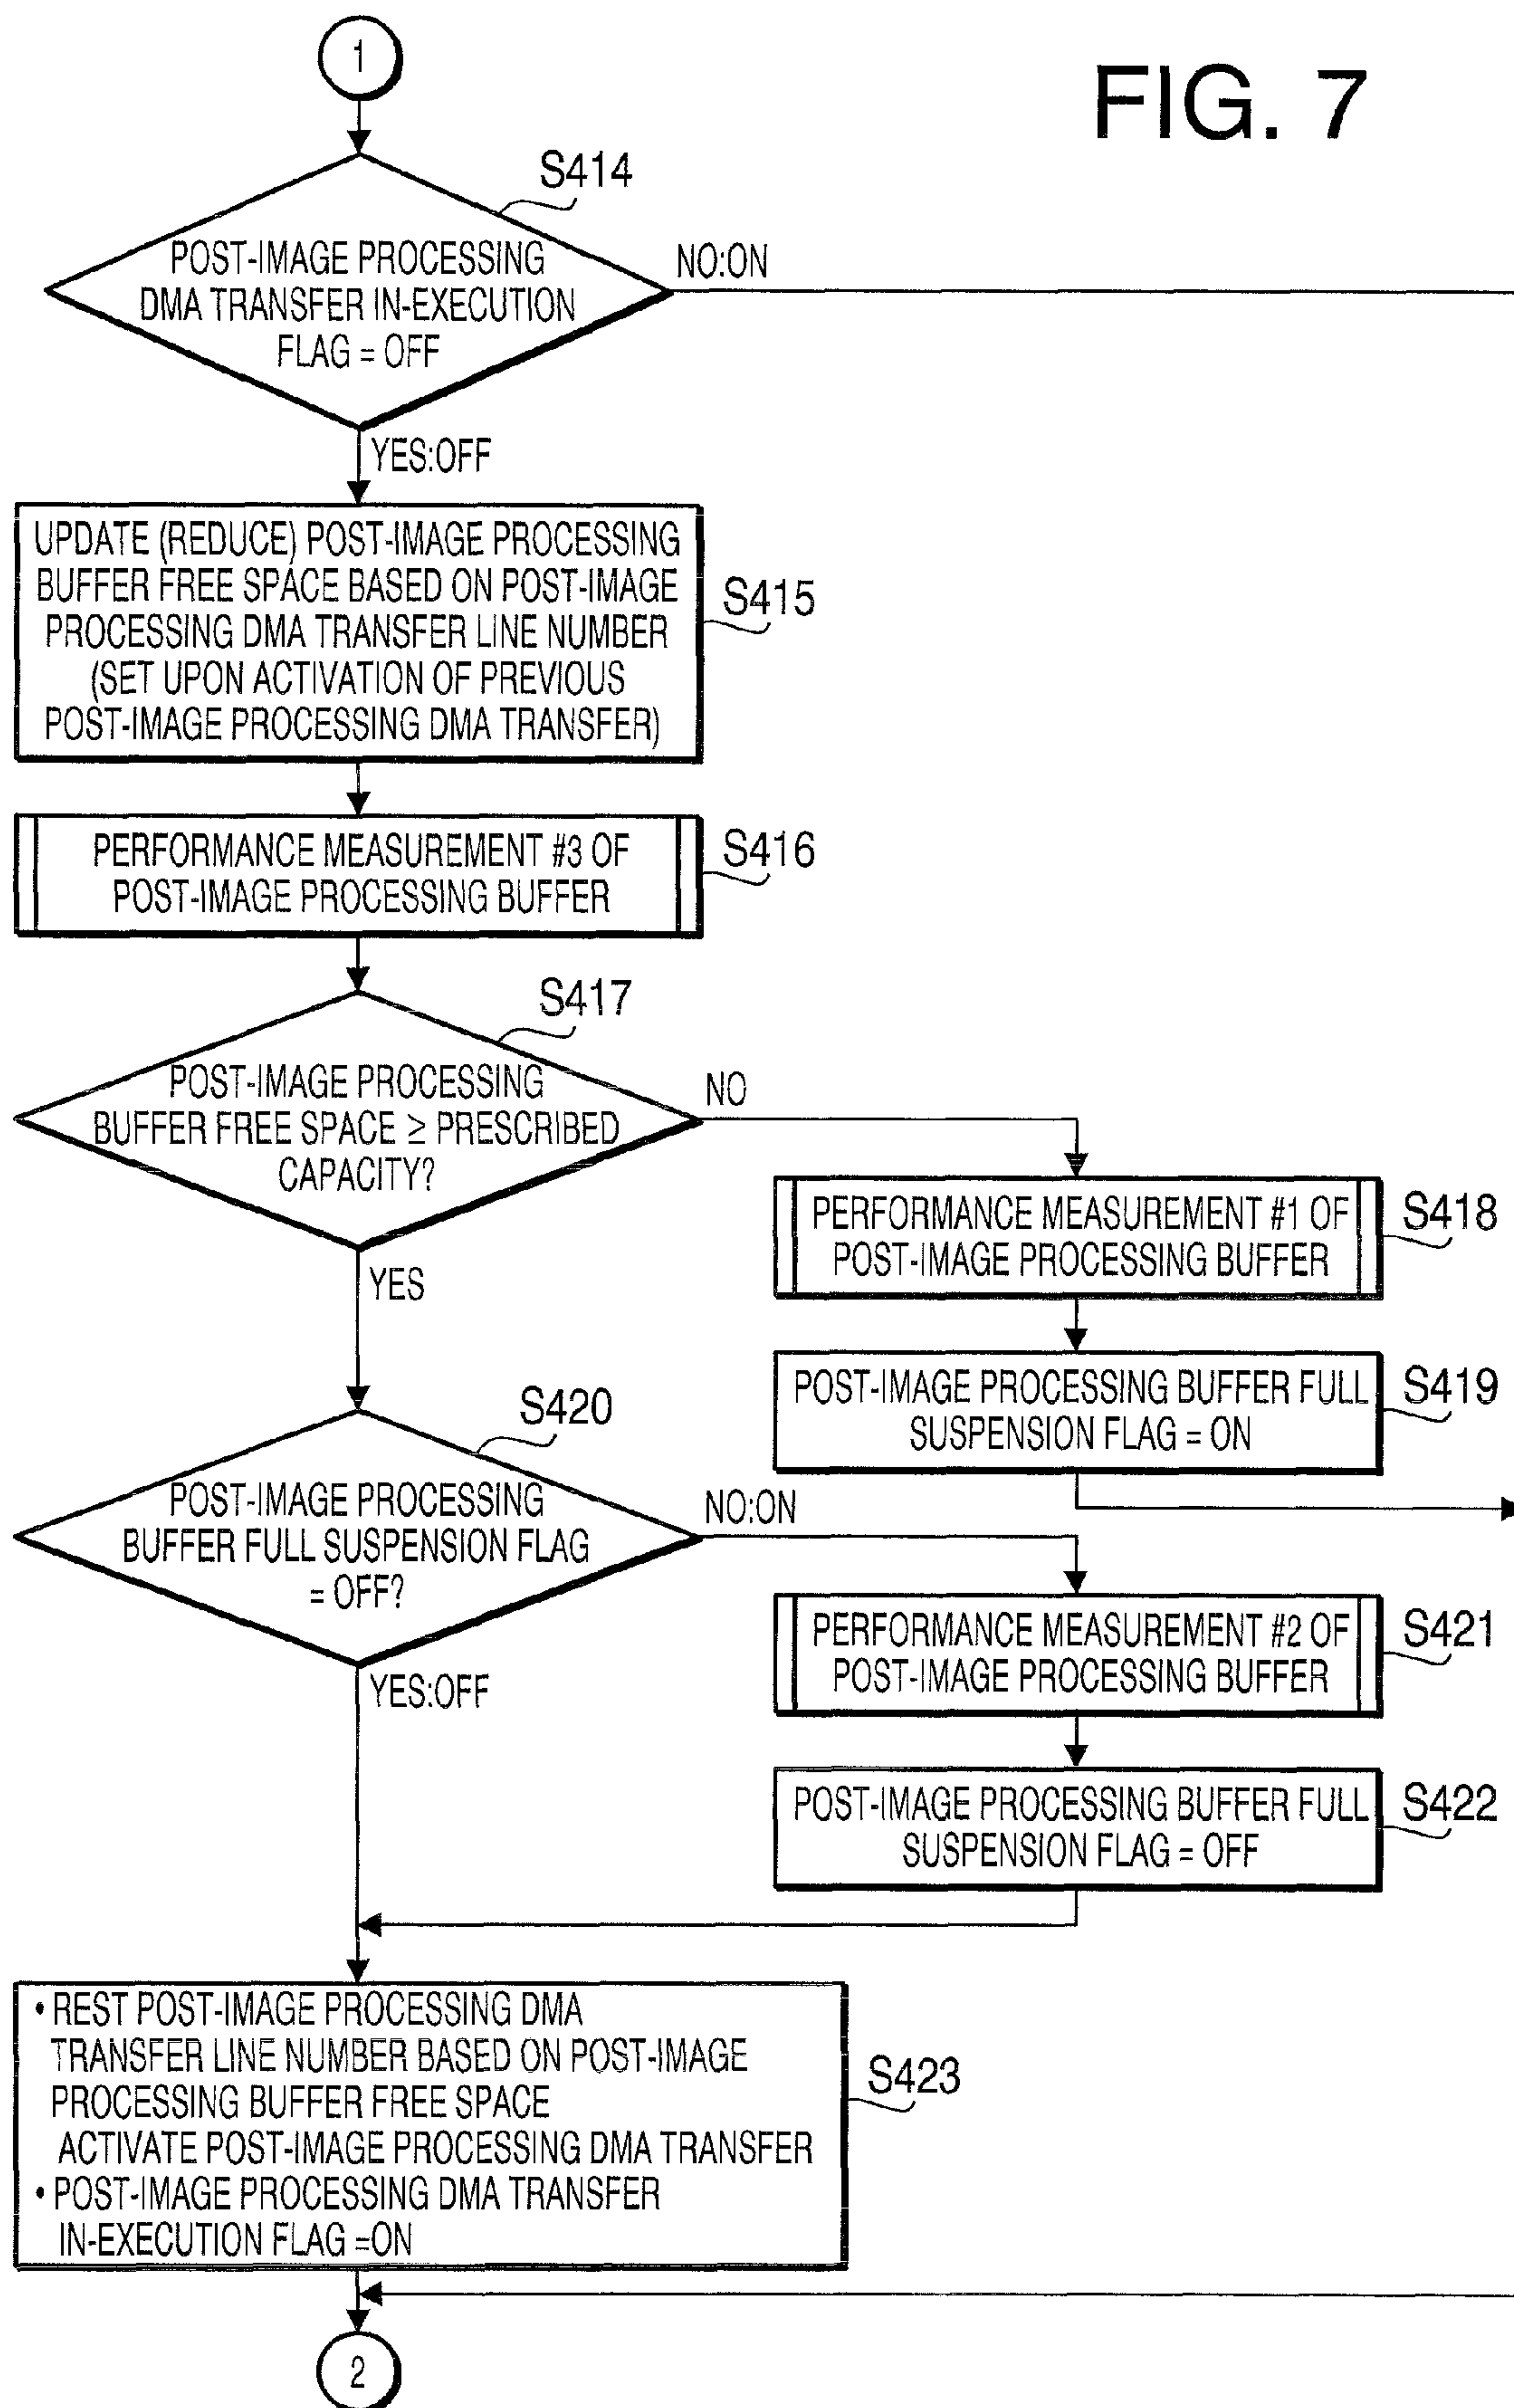 1
FIG. 7
S414
POST-IMAGE PROCESSING
DMA TRANSFER IN-EXECUTION
FLAG = OFF
NO:ON
YES:OFF
UPDATE (REDUCE) POST-IMAGE PROCESSING
BUFFER FREE SPACE BASED ON POST-IMAGE
PROCESSING DMA TRANSFER LINE NUMBER
(SET UPON ACTIVATION OF PREVIOUS
POST-IMAGE PROCESSING DMA TRANSFER)
S415
PERFORMANCE MEASUREMENT #3 OF
POST-IMAGE PROCESSING BUFFER
S416
S417
POST-IMAGE PROCESSING
BUFFER FREE SPACE ≥ PRESCRIBED
CAPACITY?
NO
YES
PERFORMANCE MEASUREMENT #1 OF
POST-IMAGE PROCESSING BUFFER
S418
POST-IMAGE PROCESSING BUFFER FULL
SUSPENSION FLAG = ON
S419
S420
POST-IMAGE PROCESSING
BUFFER FULL SUSPENSION FLAG
= OFF?
NO:ON
YES:OFF
PERFORMANCE MEASUREMENT #2 OF
POST-IMAGE PROCESSING BUFFER
S421
POST-IMAGE PROCESSING BUFFER FULL
SUSPENSION FLAG = OFF
S422
• REST POST-IMAGE PROCESSING DMA
TRANSFER LINE NUMBER BASED ON POST-IMAGE
PROCESSING BUFFER FREE SPACE
ACTIVATE POST-IMAGE PROCESSING DMA TRANSFER
• POST-IMAGE PROCESSING DMA TRANSFER
IN-EXECUTION FLAG =ON
S423
2